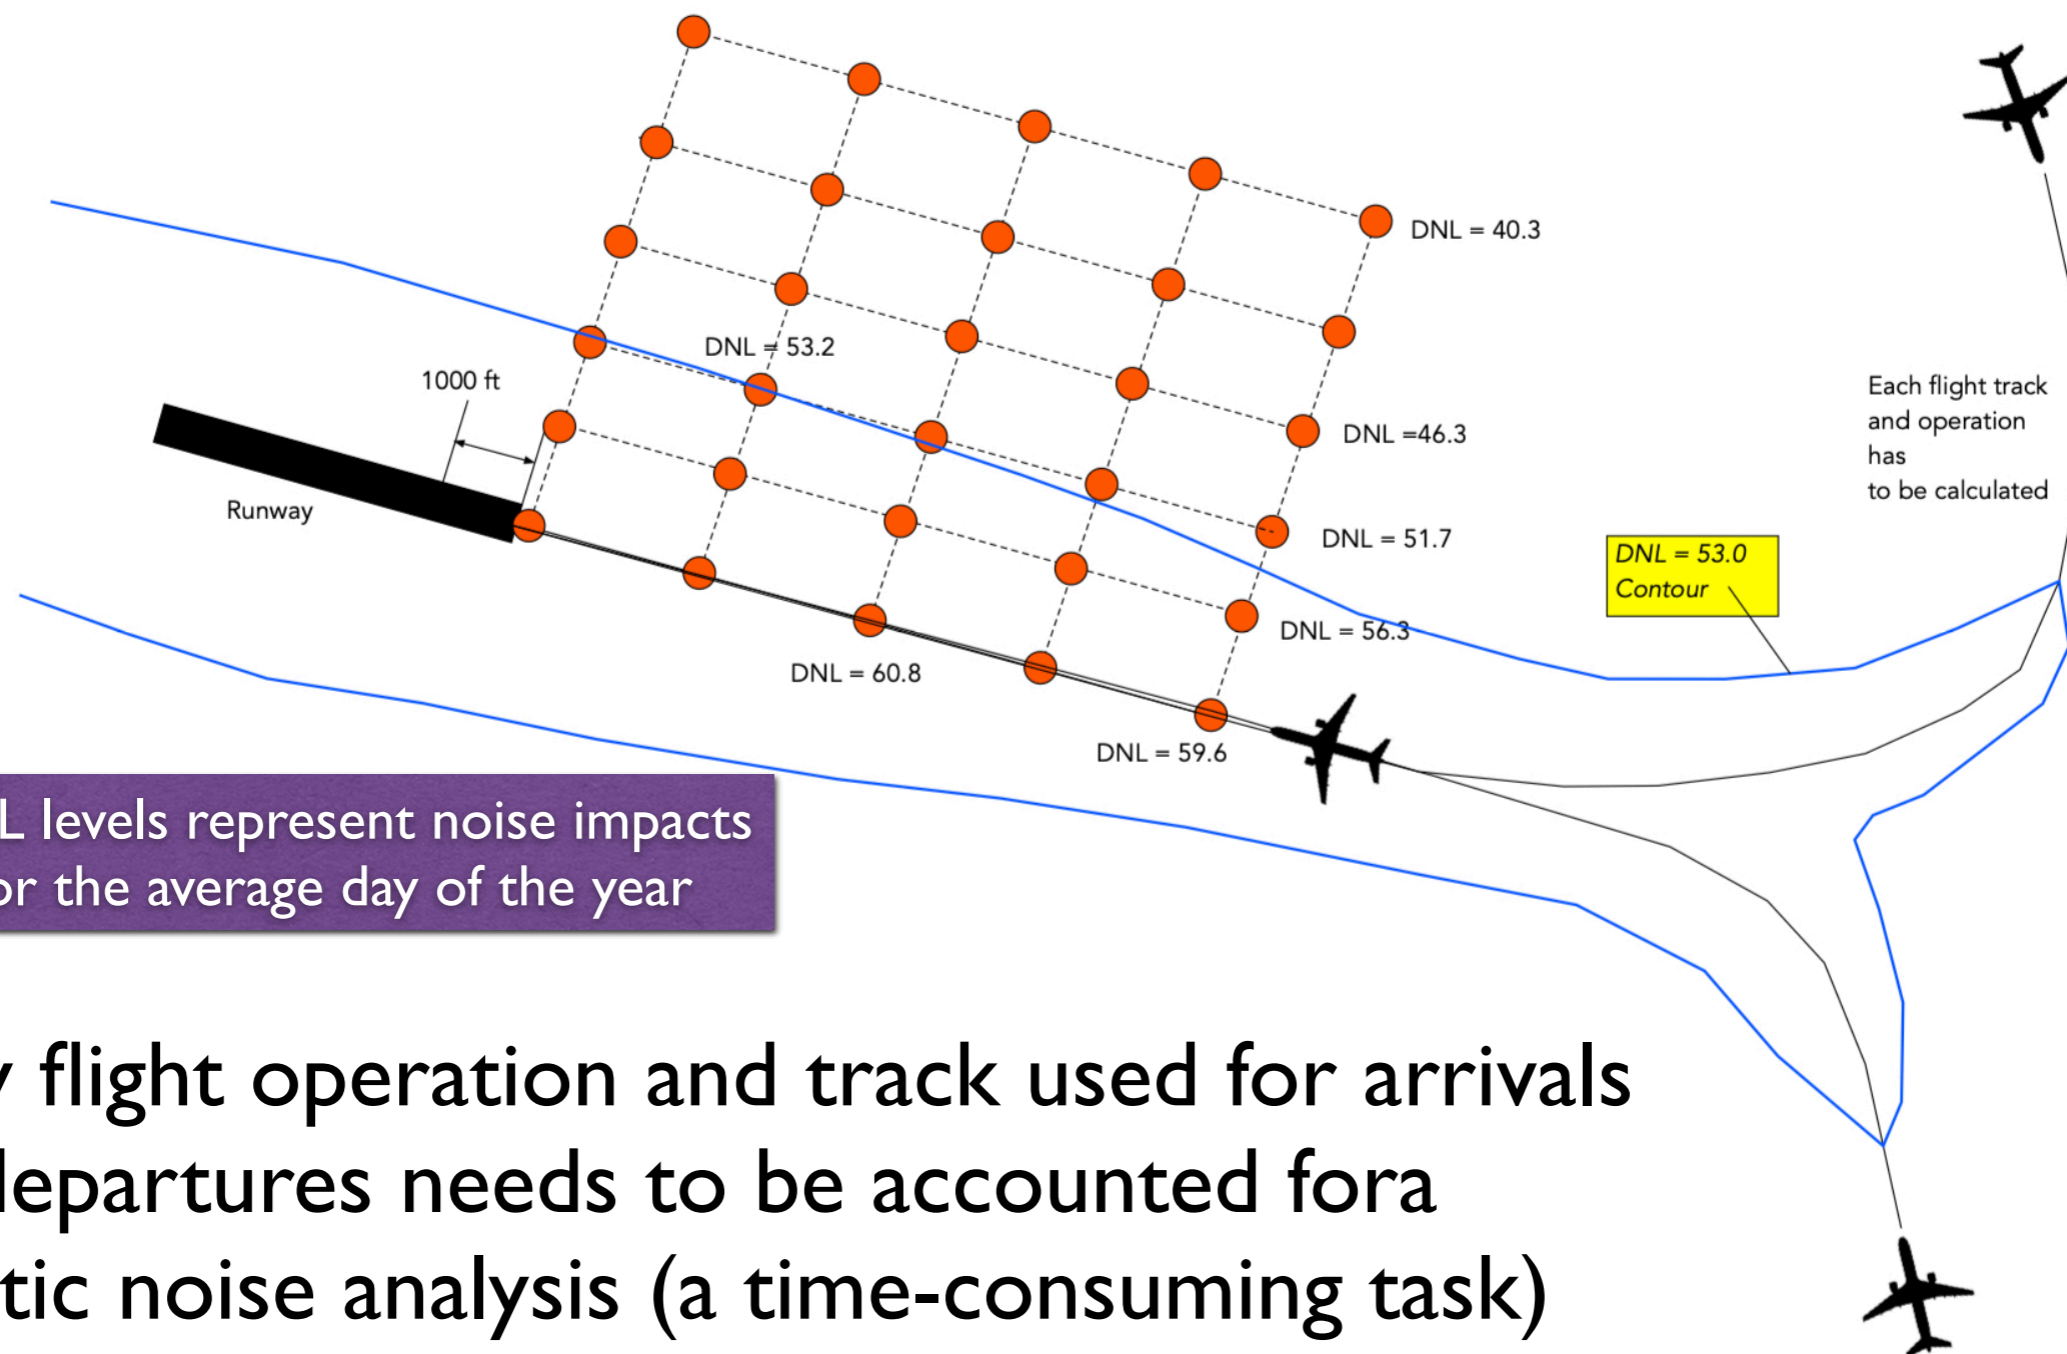 DNL = 40.3
DNL = 53.2
1000 ft
Each flight track
and operation
has
to be calculated
DNL =46.3
Runway
DNL = 51.7
DNL = 53.0
Contour
DNL = 56.3
DNL = 60.8
DNL = 59.6
L levels represent noise impacts
or the average day of the year
y flight operation and track used for arrivals
departures needs to be accounted fora
tic noise analysis (a time-consuming task)